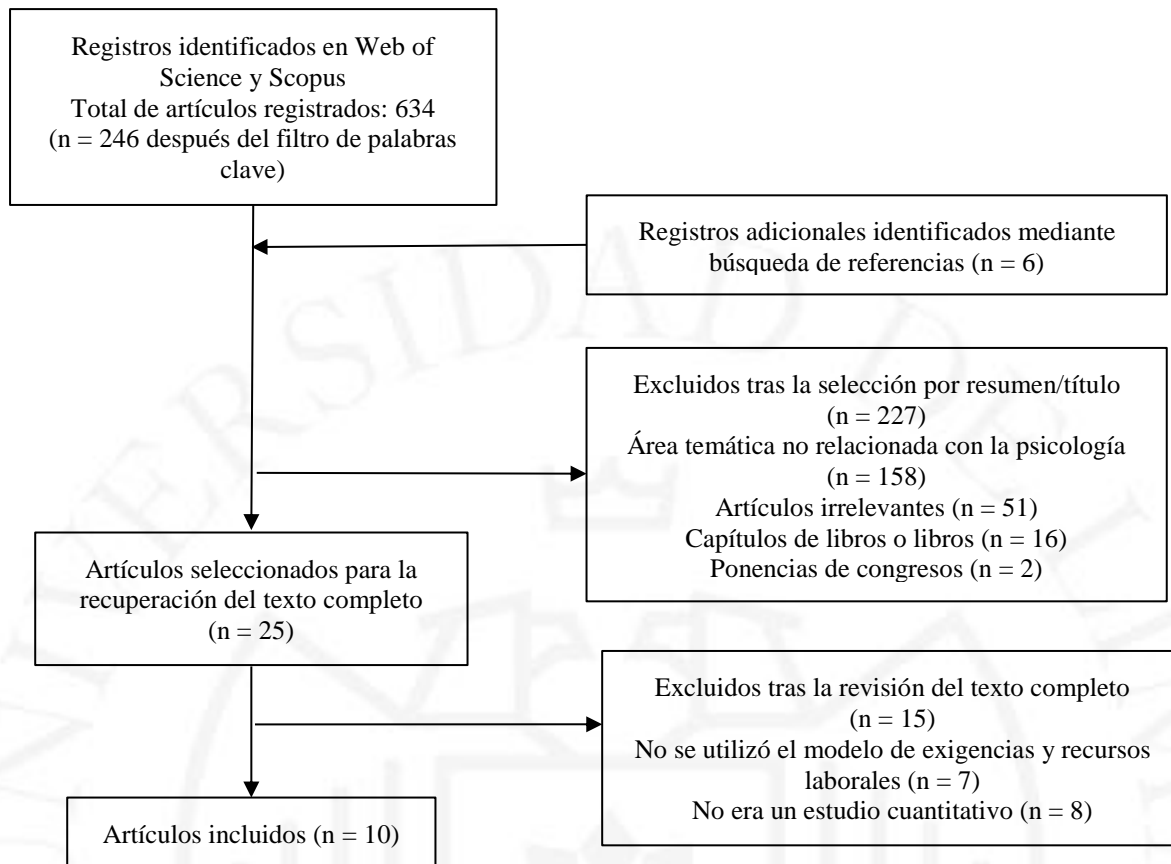 Registros identificados en Web of
Science y Scopus
Total de artículos registrados: 634
(n = 246 después del filtro de palabras
clave)
Registros adicionales identificados mediante
búsqueda de referencias (n = 6)
Excluidos tras la selección por resumen/título
(n = 227)
Área temática no relacionada con la psicología
(n = 158)
Artículos irrelevantes (n = 51)
Capítulos de libros o libros (n = 16)
Ponencias de congresos (n = 2)
Artículos seleccionados para la
recuperación del texto completo
(n = 25)
Excluidos tras la revisión del texto completo
(n = 15)
No se utilizó el modelo de exigencias y recursos
laborales (n = 7)
No era un estudio cuantitativo (n = 8)
Artículos incluidos (n = 10)